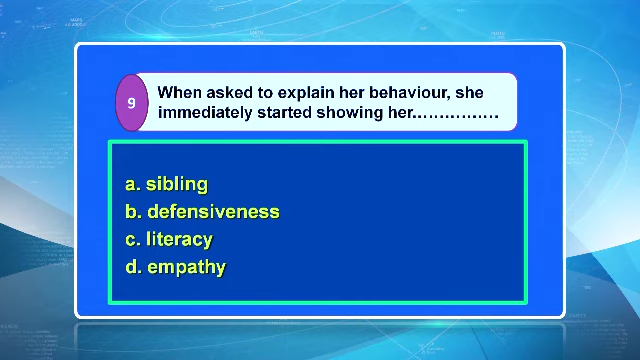 9
When asked to explain her behaviour, she
immediately started showing her................
a. sibling
b. defensiveness
c. literacy
d. empathy